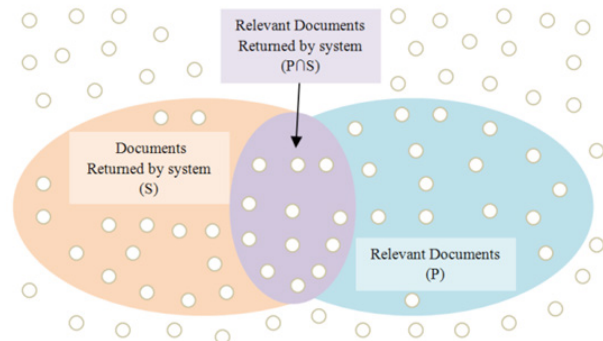 Relevant Documents
Returned by system
(P∩S)
Documents
Returned by system
(S)
Relevant Documents
(P)